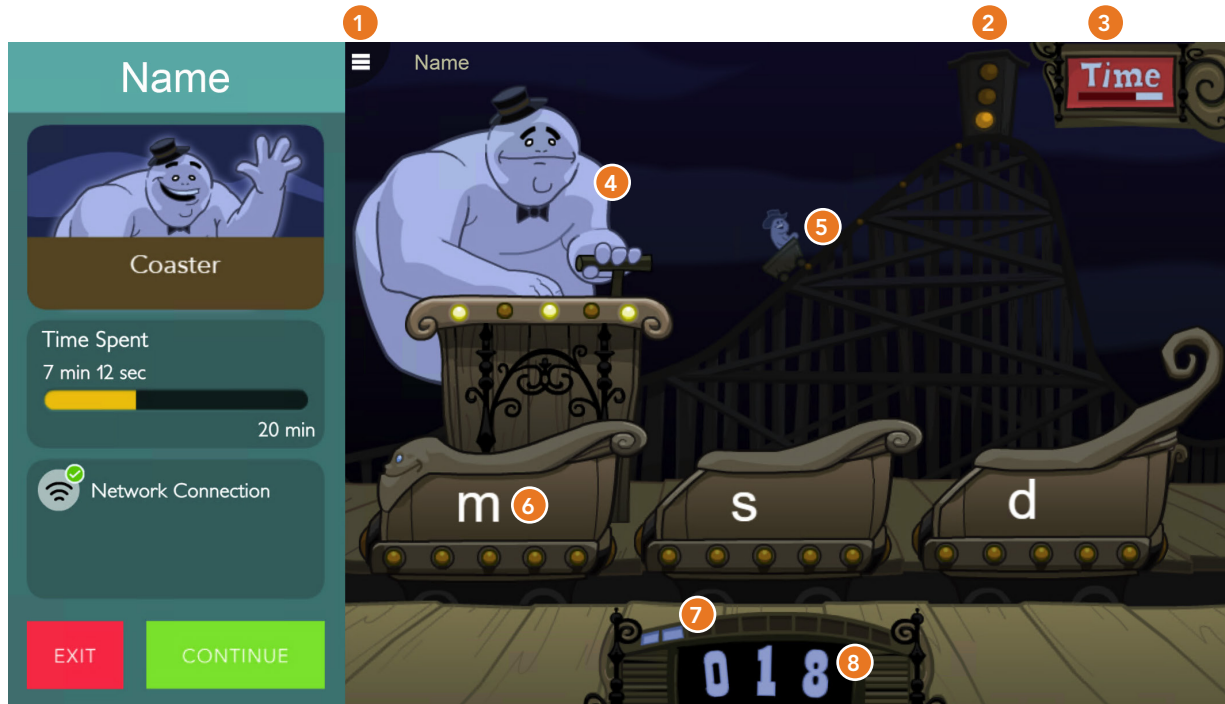 1
2
3
Name
Name
Time
Coaster
4
5
Time Spent
7 min 12 sec
20 min
Network Connection
m
6
s
d
7
EXIT
CONTINUE
018
8